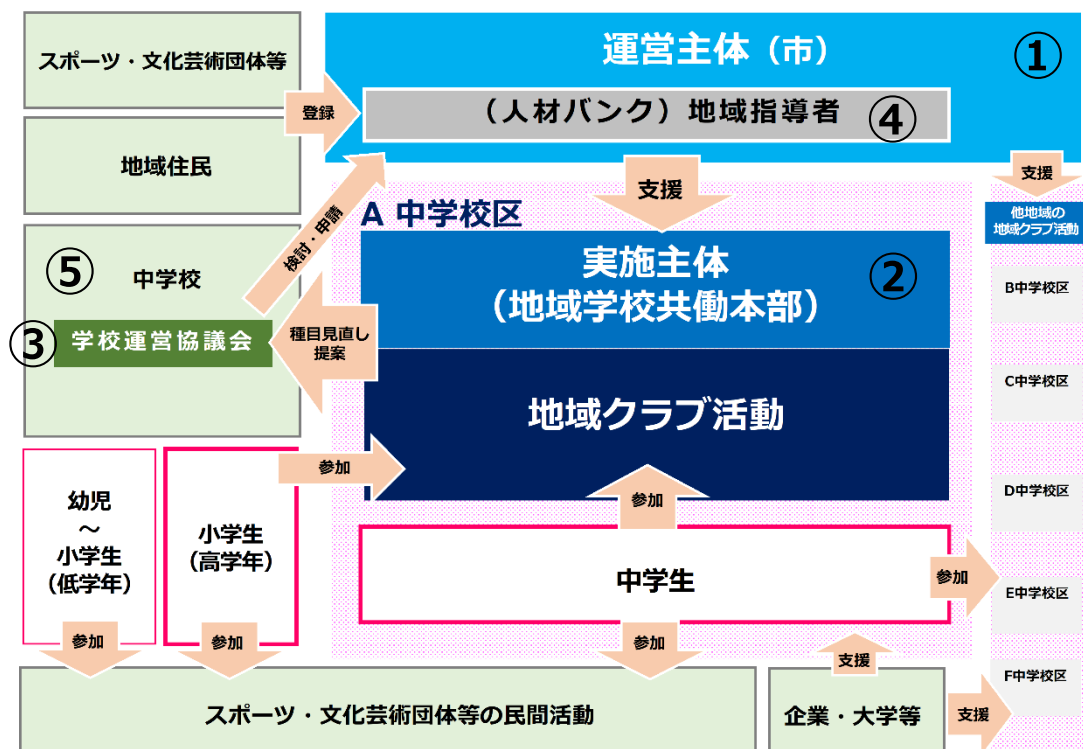 スポーツ・文化芸術団体等
運営主体（市）
①
登録
（人材バンク）地域指導者
④
地域住民
支援
支援
他地域の
地域クラブ活動
A 中学校区
検討・申請
⑤
中学校
実施主体
（地域学校共働本部）
②
B中学校区
③
学校運営協議会
種目見直し
提案
C中学校区
地域クラブ活動
参加
参加
D中学校区
幼児
～
小学生
（低学年）
小学生
（高学年）
中学生
参加
E中学校区
参加
参加
参加
支援
F中学校区
スポーツ・文化芸術団体等の民間活動
企業・大学等
支援